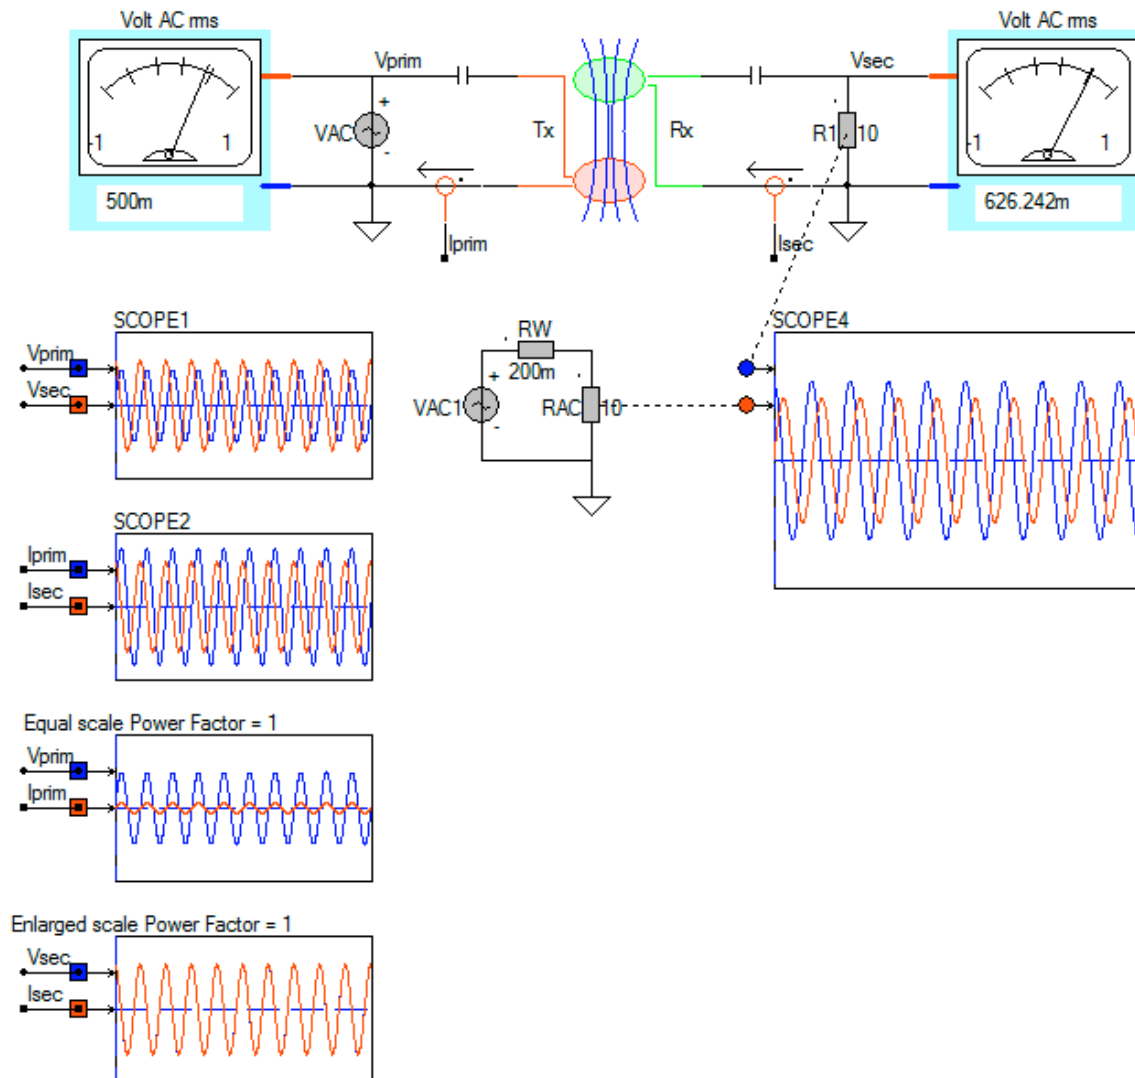 Volt AC rms
Volt AC rms
Vprim
Vsec
+
VAC
-
Tx
Rx
R1
10
-1
1
-1
1
500m
626.242m
Iprim
Isec
SCOPE1
Vprim
Vsec
RW
200m
+
VAC1
-
RAC
10
SCOPE4
SCOPE2
Iprim
Isec
Equal scale Power Factor = 1
Vprim
Iprim
Enlarged scale Power Factor = 1
Vsec
Isec